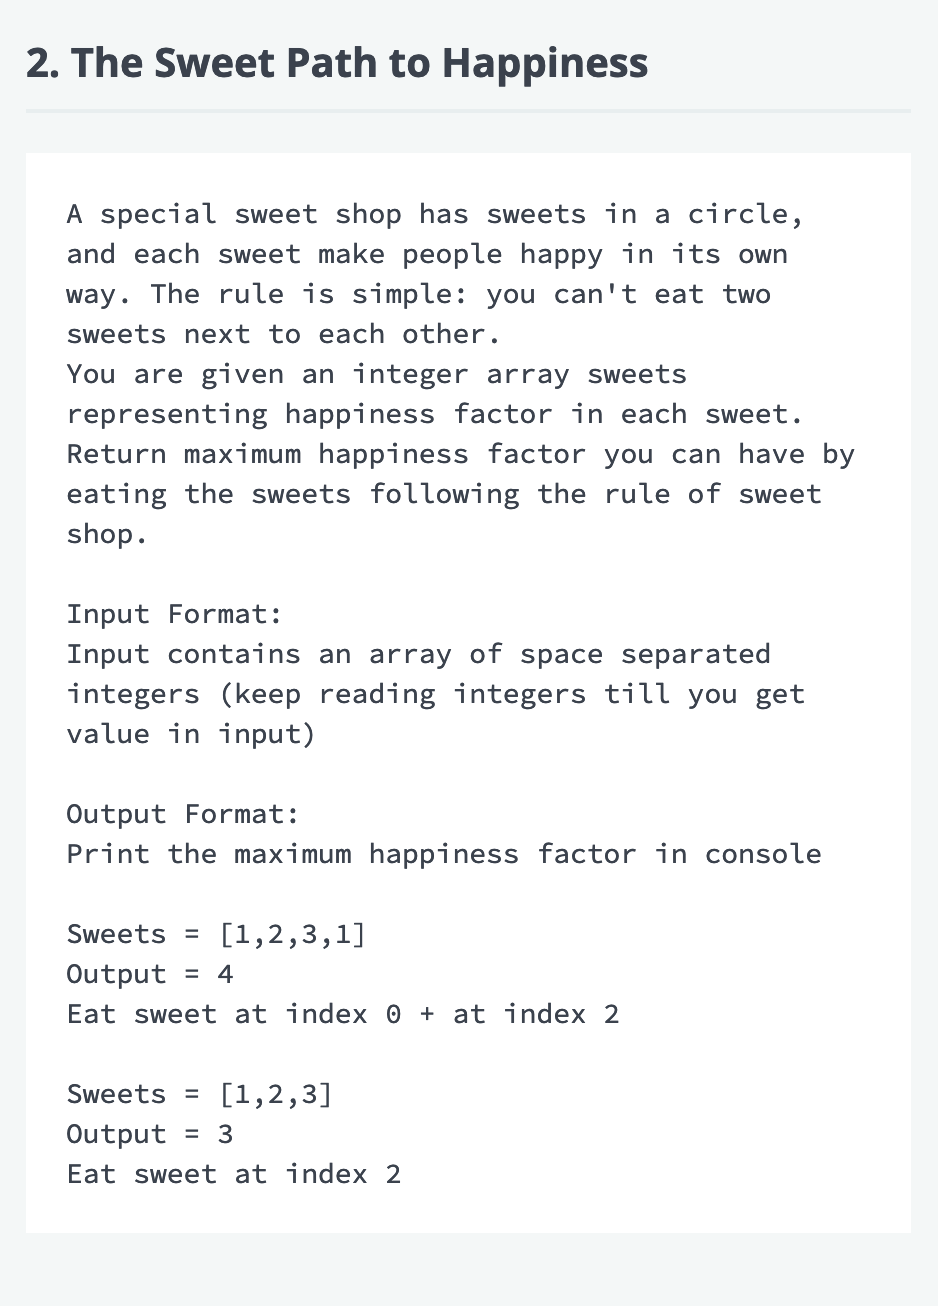 2. The Sweet Path to Happiness
A special sweet shop has sweets in a circle,
and each sweet make people happy in its own
way. The rule is simple: you can't eat two
sweets next to each other.
You are given an integer array sweets
representing happiness factor in each sweet.
Return maximum happiness factor you can have by
eating the sweets following the rule of sweet
shop.
Input Format:
Input contains an array of space separated
integers (keep reading integers till you get
value in input)
Output Format:
Print the maximum happiness factor in console
Sweets = [1,2,3,1]
Output = 4
Eat sweet at index 0 + at index 2
Sweets = [1,2,3]
Output = 3
Eat sweet at index 2